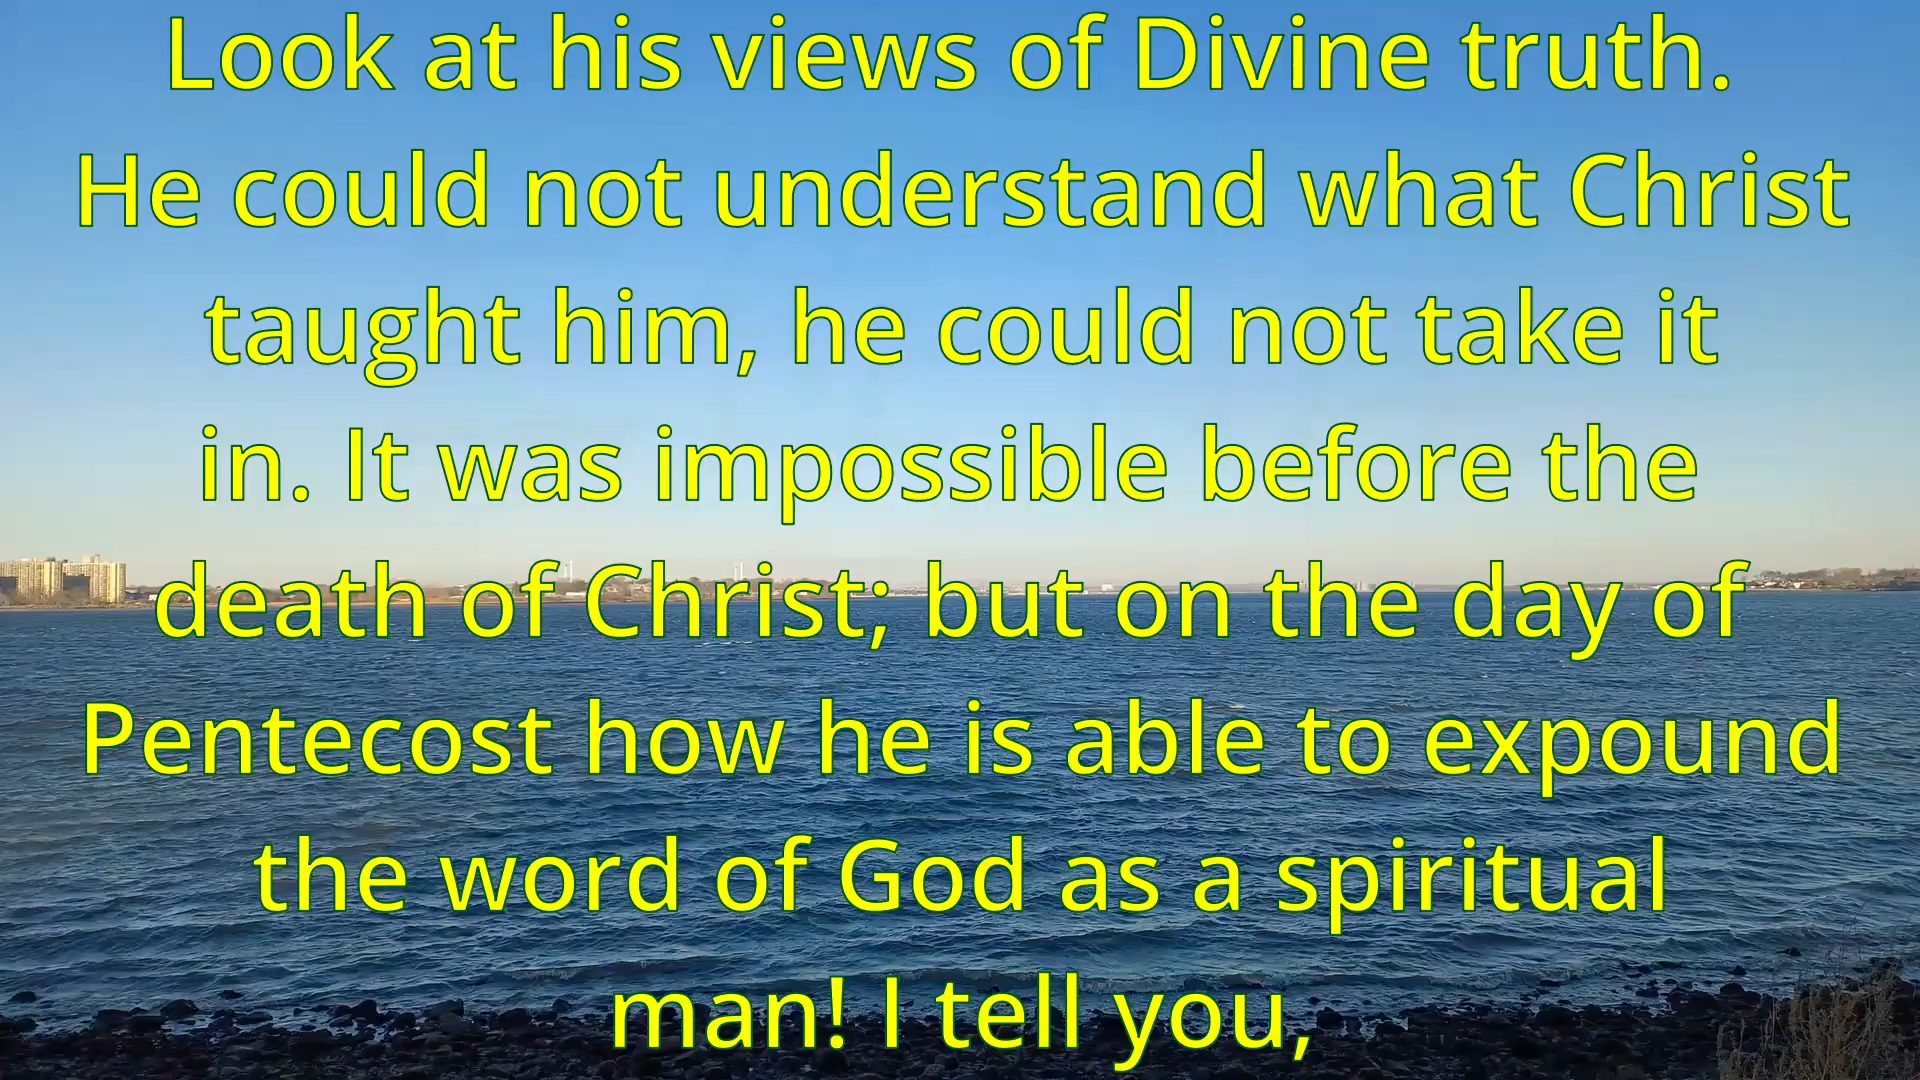 Look at his views of Divine truth.
He could not understand what Christ
taught him, he could not take it
in. It was impossible before the
death of Christ; but on the day of
Pentecost how he is able to expound
the word of God as a spiritual
man! I tell you,